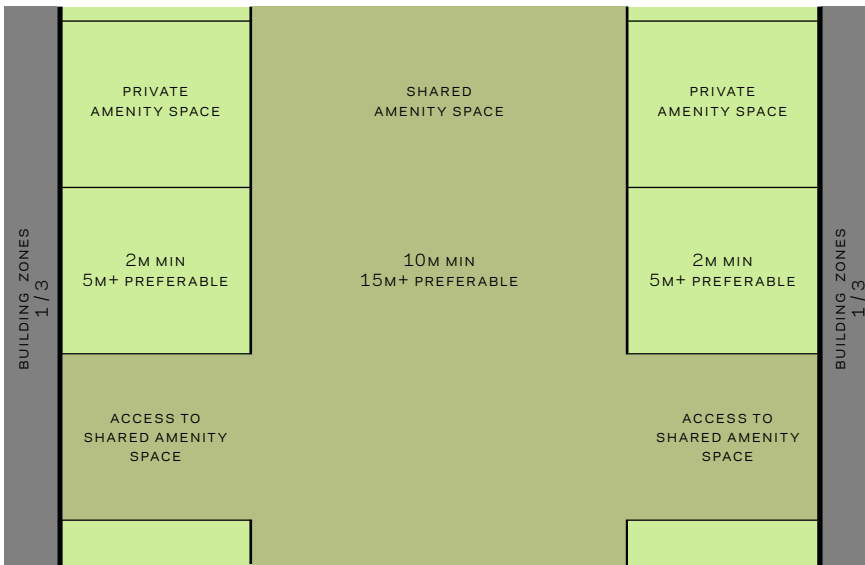 PRIVATE
AMENITY SPACE
SHARED
AMENITY SPACE
PRIVATE
AMENITY SPACE
BUILDING ZONES
1 / 3
2M MIN
5M+ PREFERABLE
10M MIN
15M+ PREFERABLE
2M MIN
5M+ PREFERABLE
BUILDING ZONES
1 / 3
ACCESS TO
SHARED AMENITY
SPACE
ACCESS TO
SHARED AMENITY
SPACE